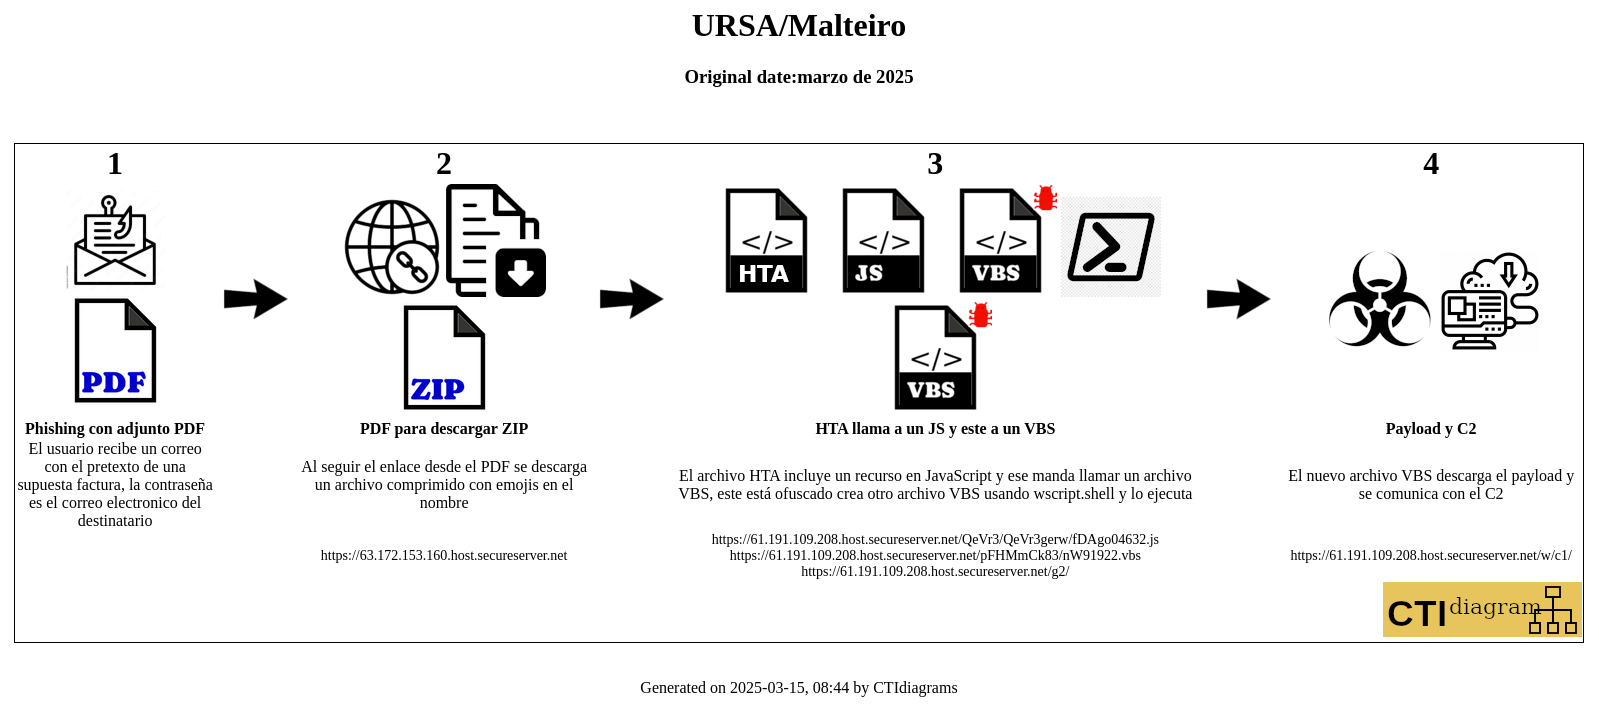 URSA/Malteiro
Original date:marzo de 2025
1
2
3
4
HTA
JS
VBS
VBS
PDF
ZIP
Phishing con adjunto PDF
El usuario recibe un correo
con el pretexto de una
supuesta factura, la contraseña
es el correo electronico del
destinatario
PDF para descargar ZIP
Al seguir el enlace desde el PDF se descarga
un archivo comprimido con emojis en el
nombre
https://63.172.153.160.host.secureserver.net
HTA llama a un JS y este a un VBS
El archivo HTA incluye un recurso en JavaScript y ese manda llamar un archivo
VBS, este está ofuscado crea otro archivo VBS usando wscript.shell y lo ejecuta
https://61.191.109.208.host.secureserver.net/QeVr3/QeVr3gerw/fDAgo04632.js
https://61.191.109.208.host.secureserver.net/pFHMmCk83/nW91922.vbs
https://61.191.109.208.host.secureserver.net/g2/
Payload y C2
El nuevo archivo VBS descarga el payload y
se comunica con el C2
https://61.191.109.208.host.secureserver.net/w/c1/
CTI diagram
Generated on 2025-03-15, 08:44 by CTIdiagrams